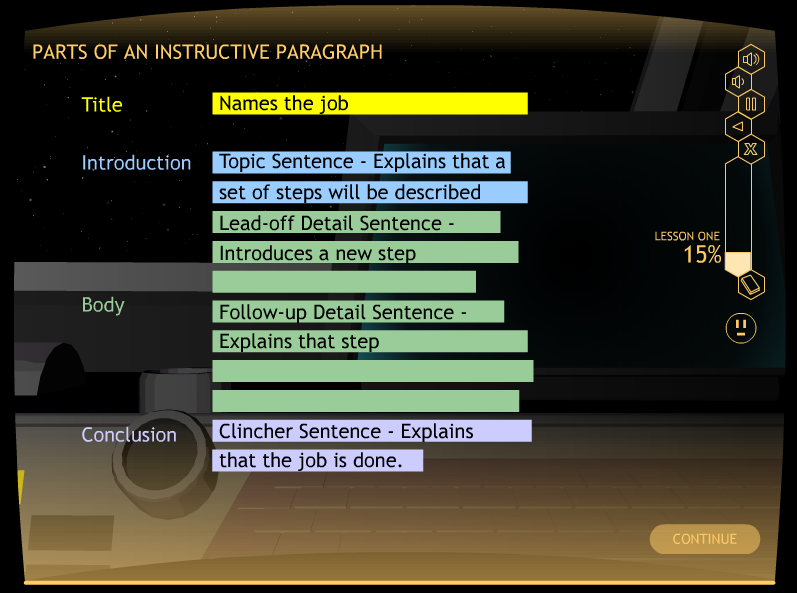 PARTS OF AN INSTRUCTIVE PARAGRAPH
Title
Names the job
Introduction
Topic Sentence - Explains that a
set of steps will be described
Lead-off Detail Sentence -
Introduces a new step
LESSON ONE
15%
Body
Follow-up Detail Sentence -
Explains that step
Conclusion
Clincher Sentence - Explains
that the job is done.
CONTINUE